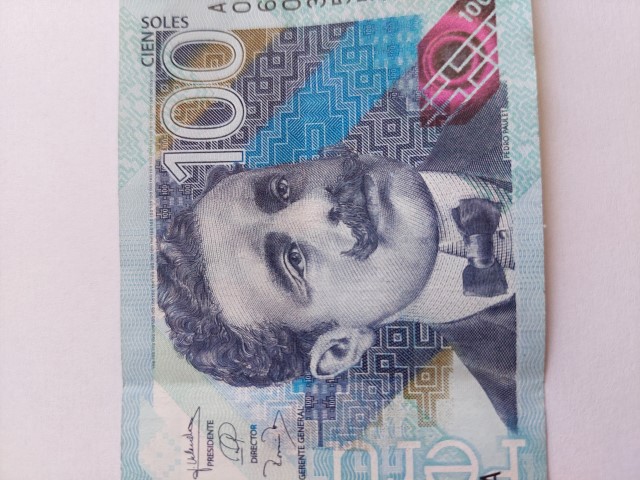 CIEN SOLES
100
PRESIDENTE
DIRECTOR
GERENTE GENERAL
Perú
PEDRO PAULET
100
A